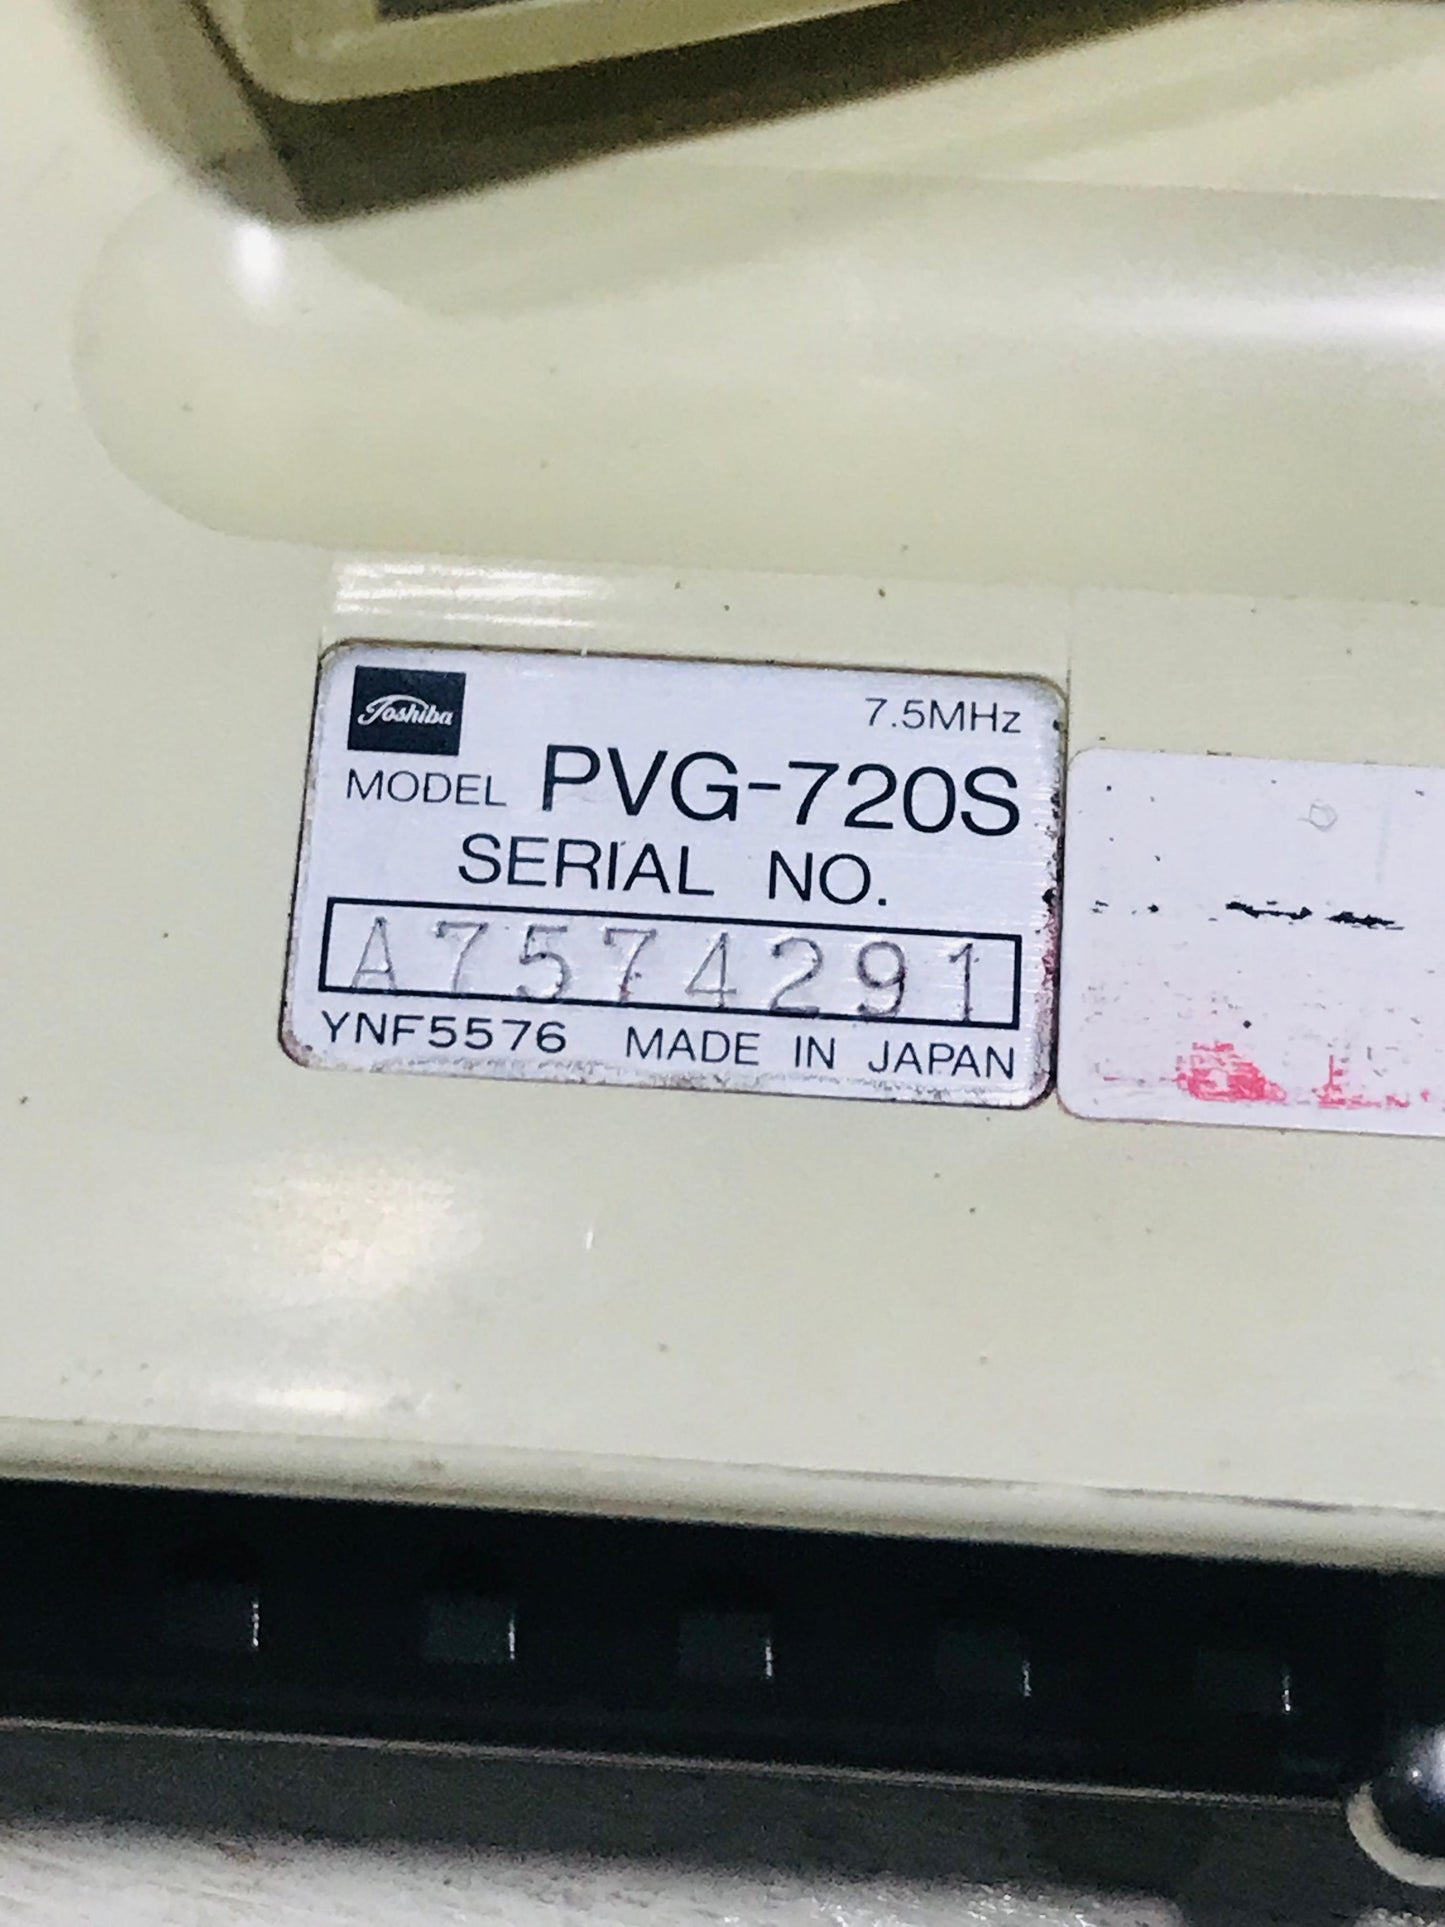 Toshiba
7.5MHz
MODEL PVG-720S
SERIAL NO.
A7574291
YNF5576 MADE IN JAPAN